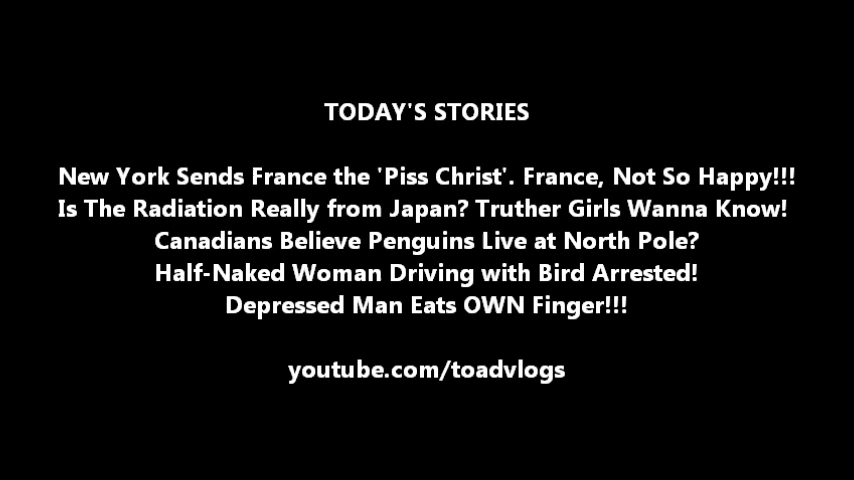 TODAY'S STORIES
New York Sends France the 'Piss Christ'. France, Not So Happy!!!
Is The Radiation Really from Japan? Truther Girls Wanna Know!
Canadians Believe Penguins Live at North Pole?
Half-Naked Woman Driving with Bird Arrested!
Depressed Man Eats OWN Finger!!!
youtube.com/toadvlogs